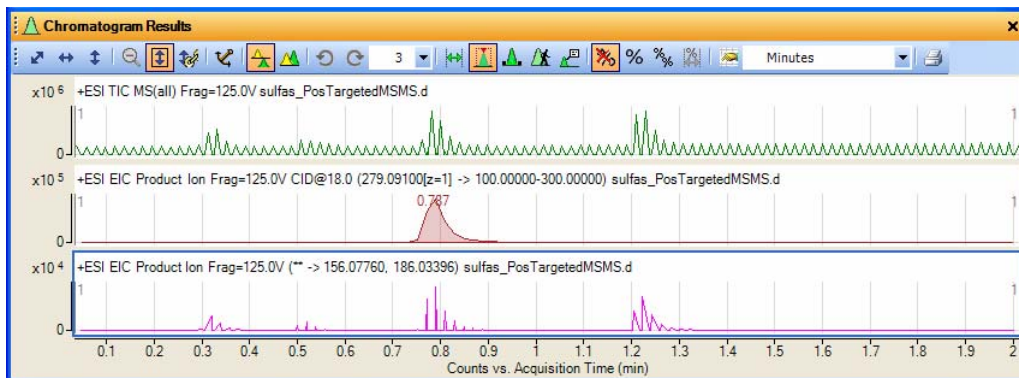 Chromatogram Results
3 % % Minutes
x10 6 +ESI TIC MS(all) Frag=125.0V sulfas_PosTargetedMSMS.d
1 1
0
x10 5 +ESI EIC Product Ion Frag=125.0V CID@18.0 (279.09100[z=1] -> 100.00000-300.00000) sulfas_PosTargetedMSMS.d
1 0.787 1
0
x10 4 +ESI EIC Product Ion Frag=125.0V (** -> 156.07760, 186.03396) sulfas_PosTargetedMSMS.d
1 1
0
0.1 0.2 0.3 0.4 0.5 0.6 0.7 0.8 0.9 1 1.1 1.2 1.3 1.4 1.5 1.6 1.7 1.8 1.9 2
Counts vs. Acquisition Time (min)